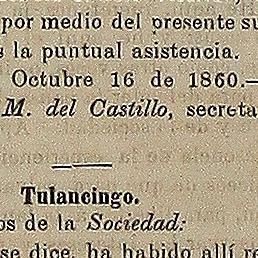 por medio del presente su
s la puntual asistencia.
Octubre 16 de 1860.—
M. del Castillo, secreta
Tulancingo.
os de la Sociedad:
se dice, ha habido allí re